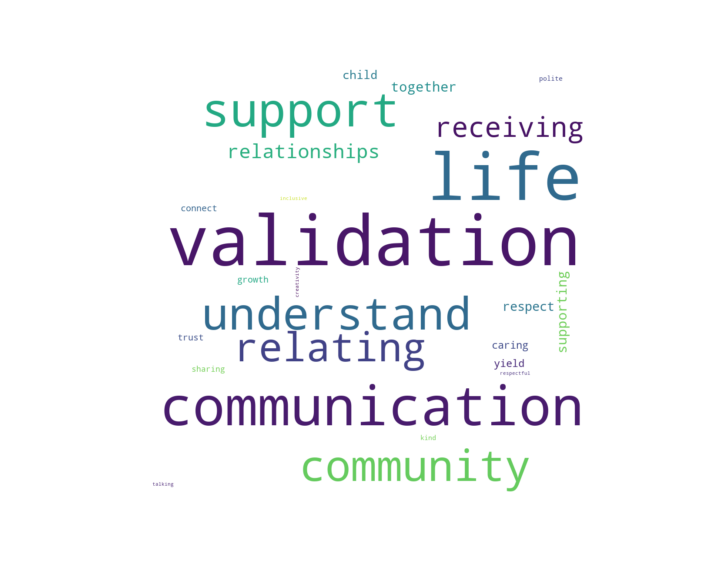 child
polite
together
support
receiving
relationships
life
inclusive
connect
validation
creativity
growth
supporting
understand
respect
trust
relating
caring
yield
sharing
respectful
communication
kind
community
talking